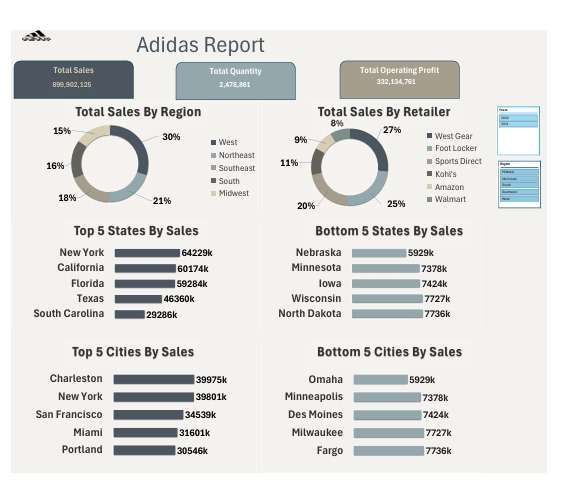 Adidas Report
Total Sales
899,902,125
Total Quantity
2,478,861
Total Operating Profit
332,134,761
Total Sales By Region
15%
30%
16%
18%
21%
West
Northeast
Southeast
South
Midwest
Total Sales By Retailer
8%
27%
9%
11%
20%
25%
West Gear
Foot Locker
Sports Direct
Kohl's
Amazon
Walmart
Years
2020
2021
Region
Midwest
Northeast
South
Southeast
West
Top 5 States By Sales
New York 64229k
California 60174k
Florida 59284k
Texas 46360k
South Carolina 29286k
Bottom 5 States By Sales
Nebraska 5929k
Minnesota 7378k
Iowa 7424k
Wisconsin 7727k
North Dakota 7736k
Top 5 Cities By Sales
Charleston 39975k
New York 39801k
San Francisco 34539k
Miami 31601k
Portland 30546k
Bottom 5 Cities By Sales
Omaha 5929k
Minneapolis 7378k
Des Moines 7424k
Milwaukee 7727k
Fargo 7736k